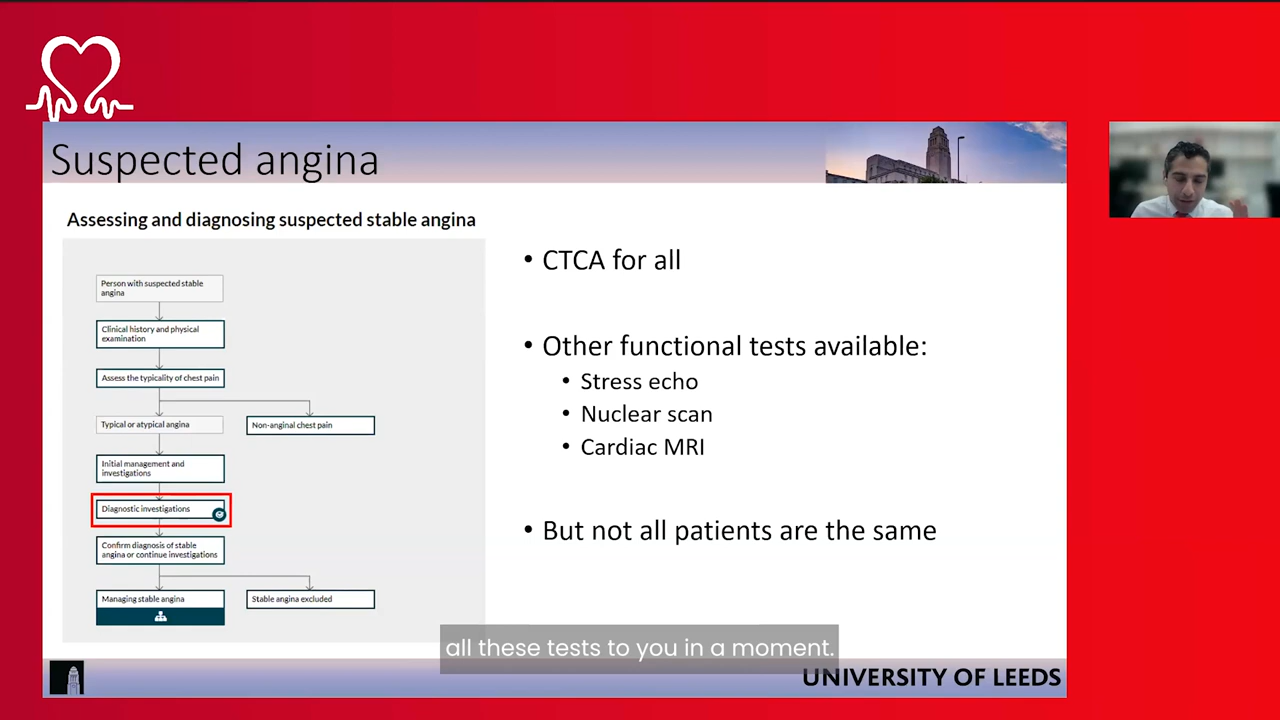 Suspected angina
Assessing and diagnosing suspected stable angina
Person with suspected stable
angina
Clinical history and physical
examination
Assess the typicality of chest pain
Typical or atypical angina
Non-anginal chest pain
Initial management and
investigations
Diagnostic investigations
Confirm diagnosis of stable
angina or continue investigations
Managing stable angina
Stable angina excluded
• CTCA for all
• Other functional tests available:
• Stress echo
• Nuclear scan
• Cardiac MRI
• But not all patients are the same
all these tests to you in a moment.
UNIVERSITY OF LEEDS